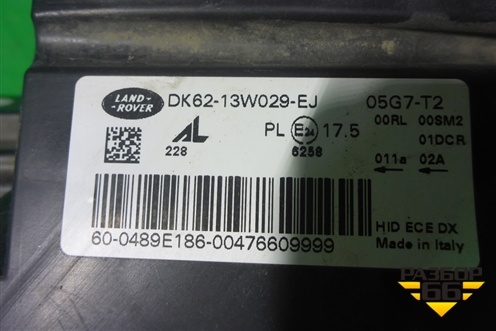 LAND-
ROVER
DK62-13W029-EJ
05G7-T2
00RL 00SM2
01DCR
AL
228
PL E24 17.5
6258
011a 02A
60-0489E186-00476609999
HID ECE DX
Made in Italy
РАЗБОР
66